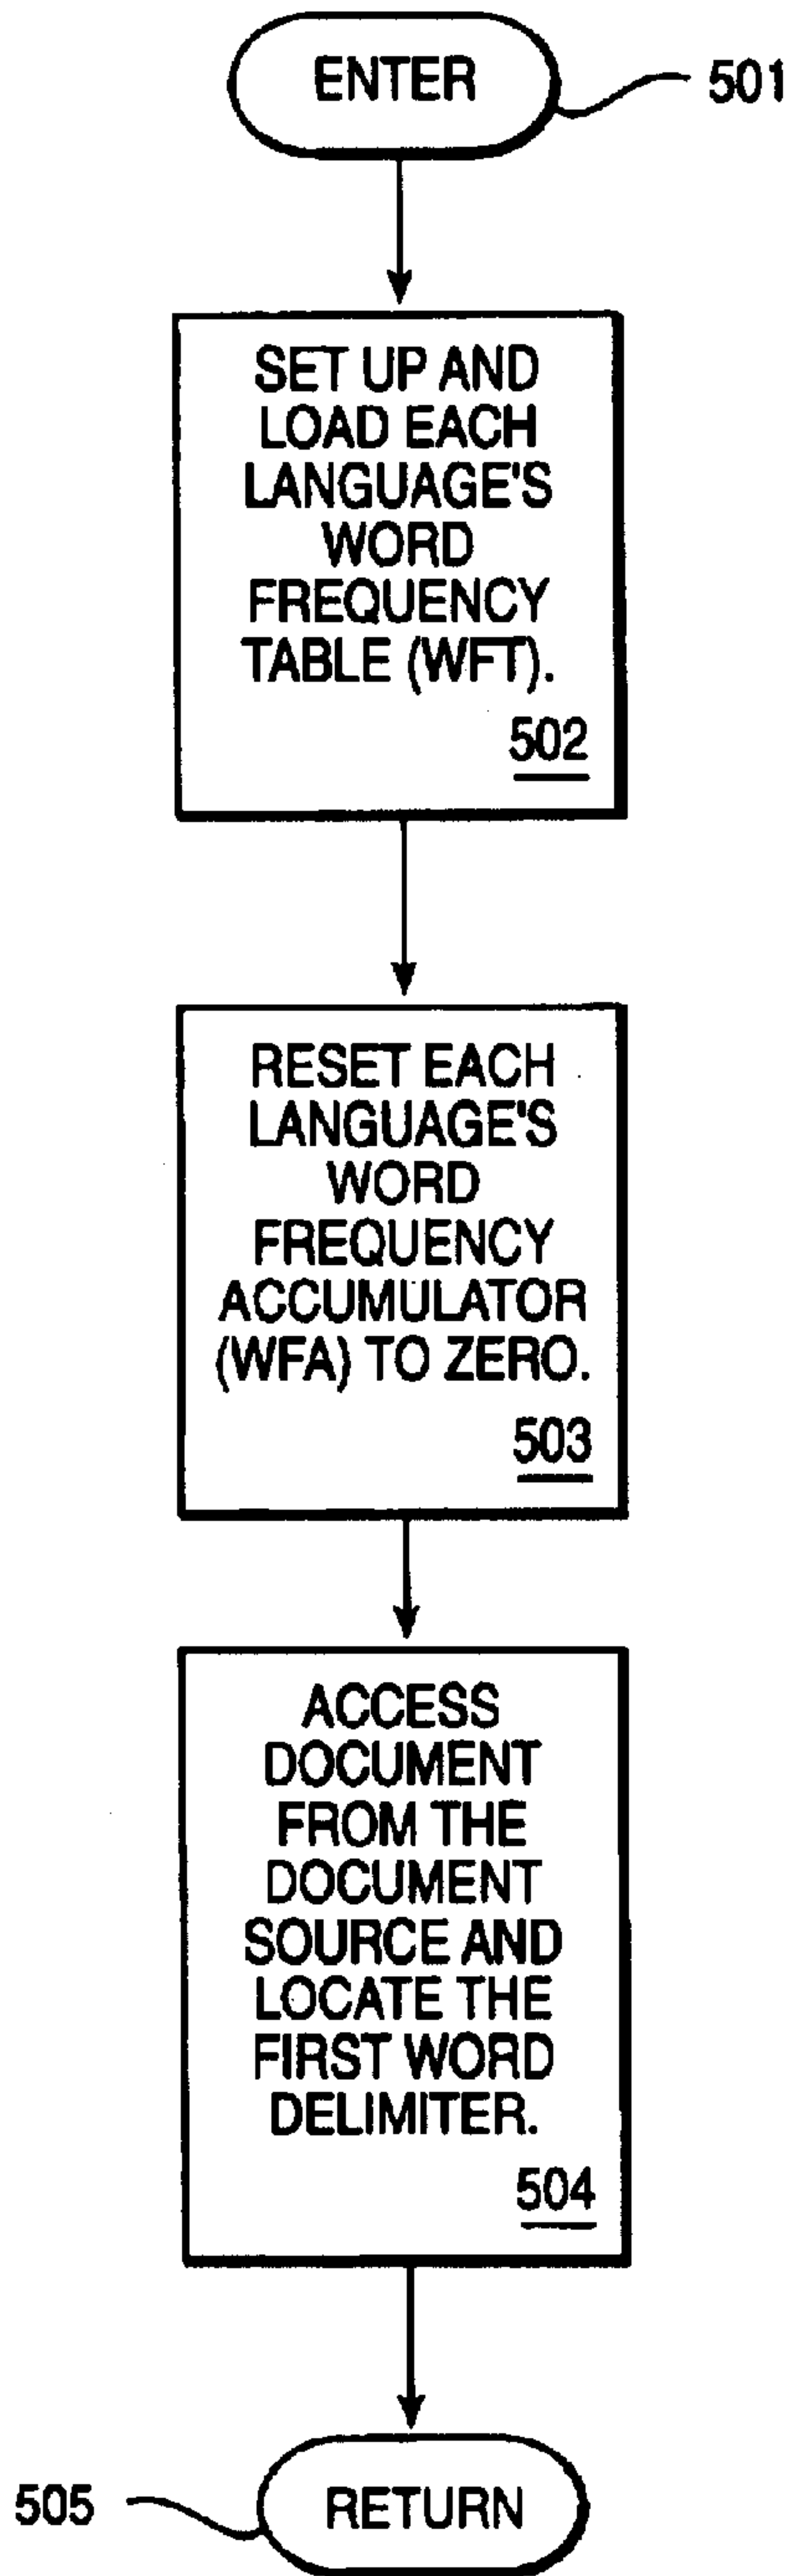 ENTER
501
SET UP AND
LOAD EACH
LANGUAGE'S
WORD
FREQUENCY
TABLE (WFT).
502
RESET EACH
LANGUAGE'S
WORD
FREQUENCY
ACCUMULATOR
(WFA) TO ZERO.
503
ACCESS
DOCUMENT
FROM THE
DOCUMENT
SOURCE AND
LOCATE THE
FIRST WORD
DELIMITER.
504
505
RETURN